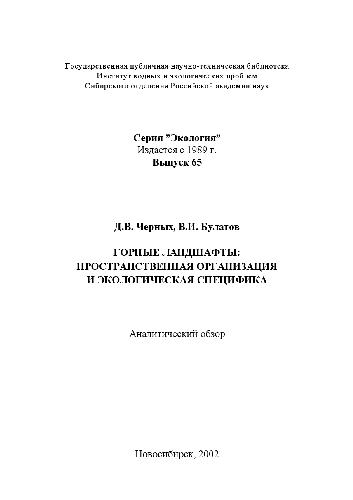 Государственная публичная научно-техническая библиотека
Институт водных и экологических проблем
Сибирского отделения Российской академии наук
Серия "Экология"
Издается с 1989 г.
Выпуск 65
Д.В. Черных, В.И. Булатов
ГОРНЫЕ ЛАНДШАФТЫ:
ПРОСТРАНСТВЕННАЯ ОРГАНИЗАЦИЯ
И ЭКОЛОГИЧЕСКАЯ СПЕЦИФИКА
Аналитический обзор
Новосибирск, 2002